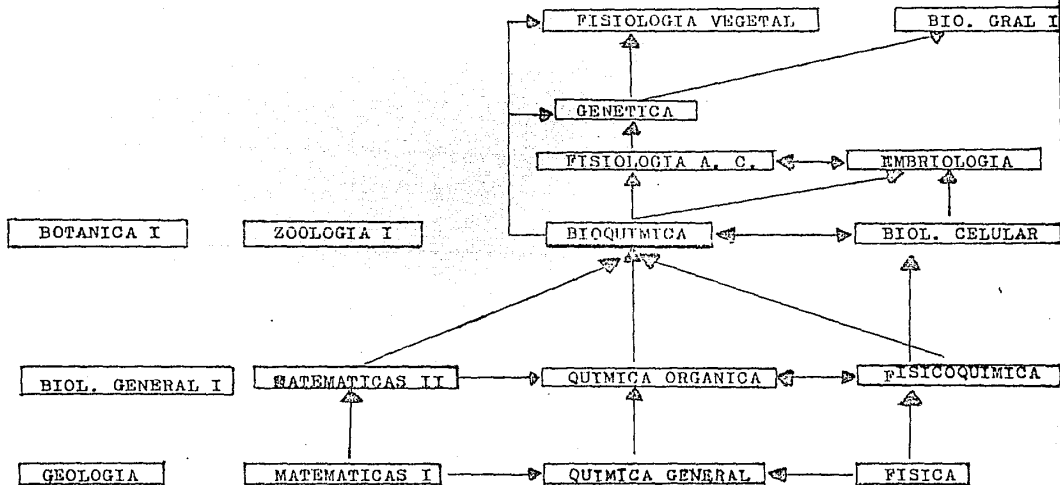 FISIOLOGIA VEGETAL
BIO. GRAL I
GENETICA
FISIOLOGIA A. C.
EMBRIOLOGIA
BOTANICA I
ZOOLOGIA I
BIOQUIMICA
BIOL. CELULAR
BIOL. GENERAL I
MATEMATICAS II
QUIMICA ORGANICA
FISICOQUIMICA
GEOLOGIA
MATEMATICAS I
QUIMICA GENERAL
FISICA